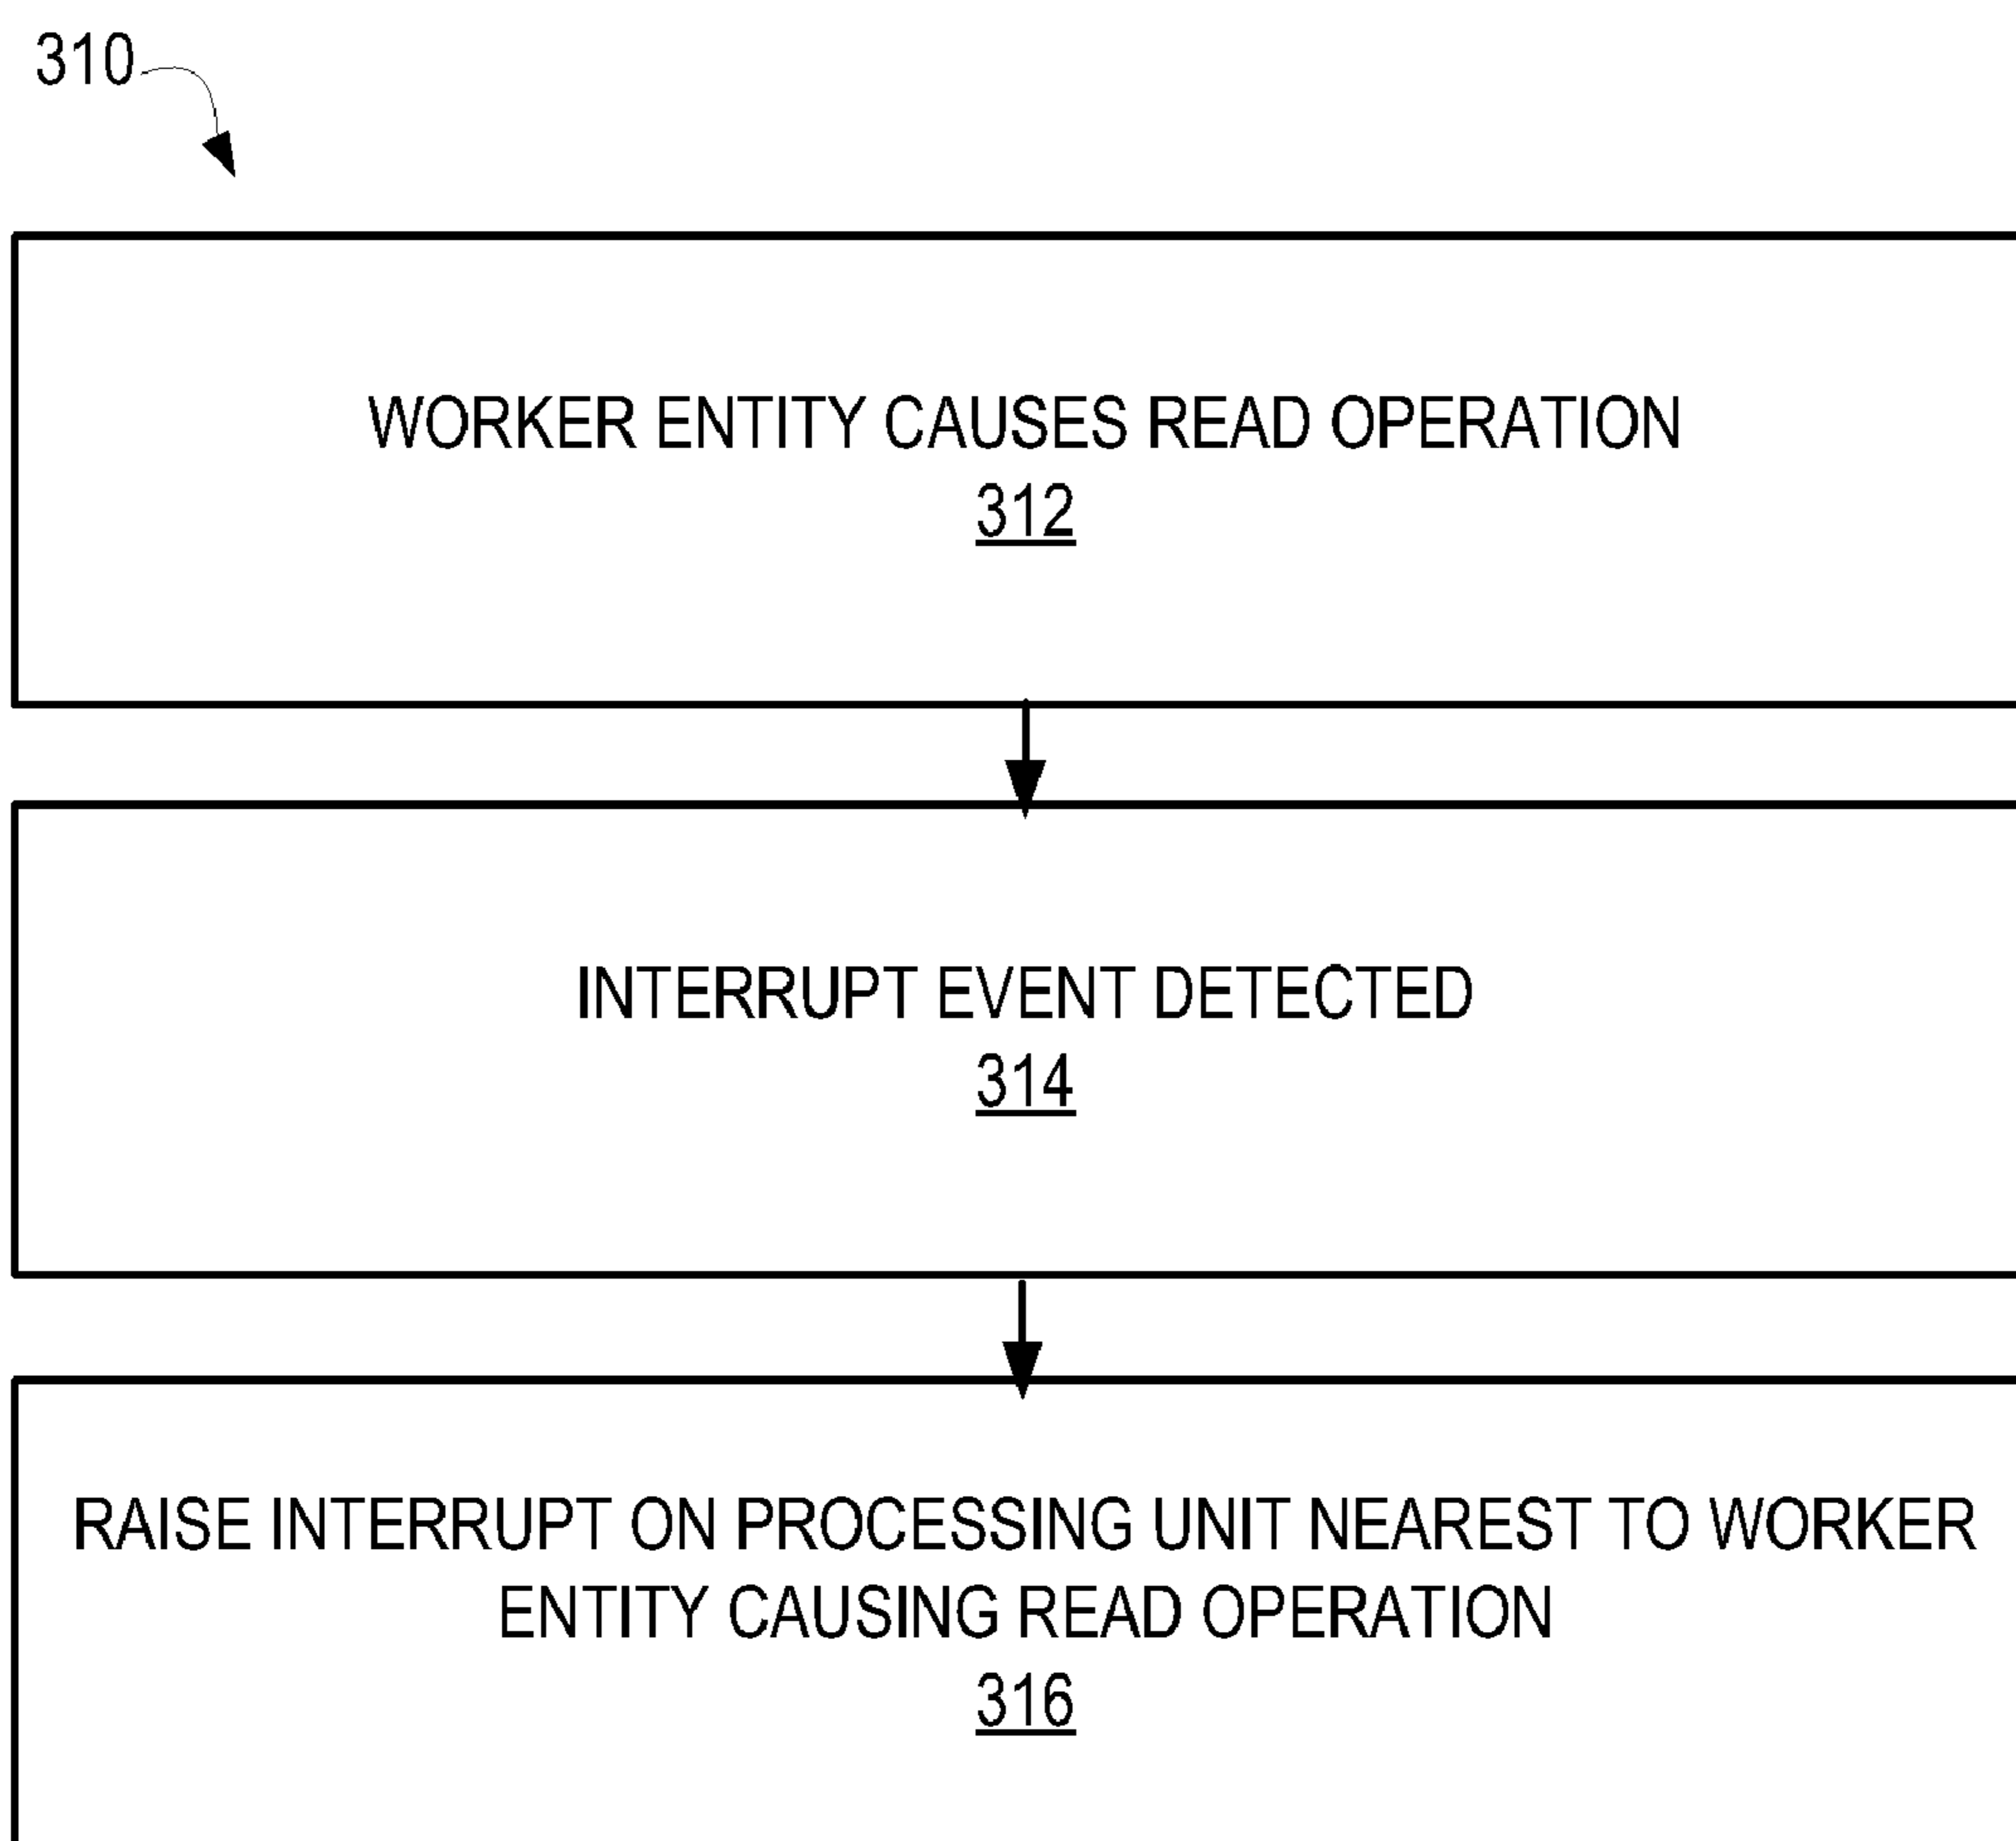 310
WORKER ENTITY CAUSES READ OPERATION
312
INTERRUPT EVENT DETECTED
314
RAISE INTERRUPT ON PROCESSING UNIT NEAREST TO WORKER
ENTITY CAUSING READ OPERATION
316